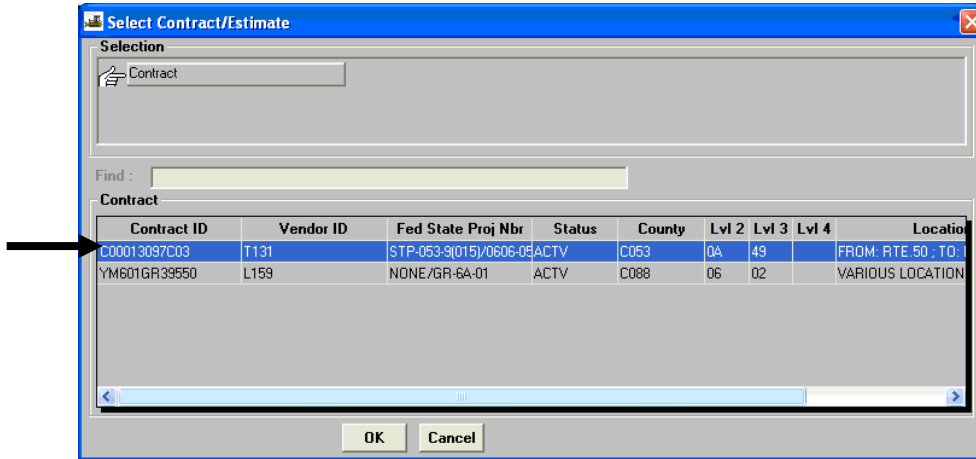 Select Contract/Estimate
Selection
Contract
Find :
Contract
Contract ID Vendor ID Fed State Proj Nbr Status County Lvl 2 Lvl 3 Lvl 4 Location
C00013097C03 T131 STP-053-9(015)/0606-05 ACTV C053 0A 49 FROM: RTE.50 ; TO:
YM601GR39550 L159 NONE/GR-6A-01 ACTV C088 06 02 VARIOUS LOCATION
OK Cancel